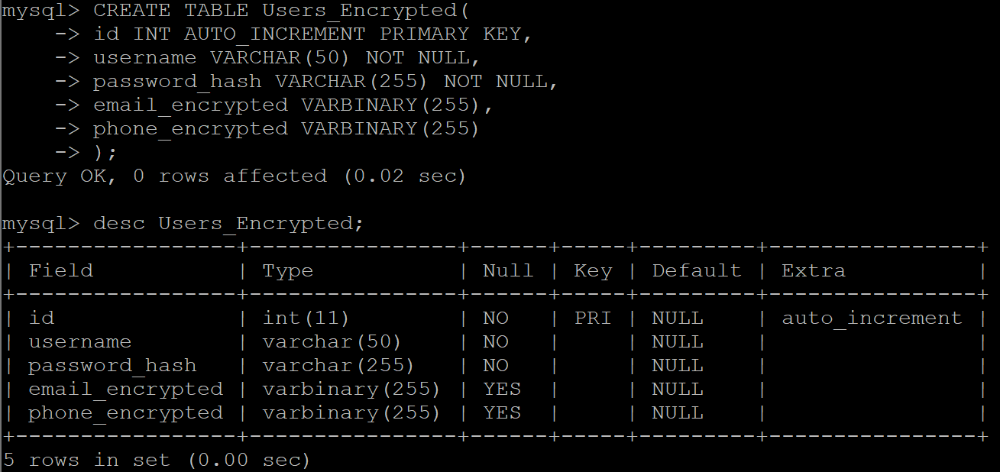 mysql> CREATE TABLE Users_Encrypted(
    -> id INT AUTO_INCREMENT PRIMARY KEY,
    -> username VARCHAR(50) NOT NULL,
    -> password_hash VARCHAR(255) NOT NULL,
    -> email_encrypted VARBINARY(255),
    -> phone_encrypted VARBINARY(255)
    -> );
Query OK, 0 rows affected (0.02 sec)

mysql> desc Users_Encrypted;
+-----------------+----------------+------+-----+---------+----------------+
| Field           | Type           | Null | Key | Default | Extra          |
+-----------------+----------------+------+-----+---------+----------------+
| id              | int(11)        | NO   | PRI | NULL    | auto_increment |
| username        | varchar(50)    | NO   |     | NULL    |                |
| password_hash   | varchar(255)   | NO   |     | NULL    |                |
| email_encrypted | varbinary(255) | YES  |     | NULL    |                |
| phone_encrypted | varbinary(255) | YES  |     | NULL    |                |
+-----------------+----------------+------+-----+---------+----------------+
5 rows in set (0.00 sec)